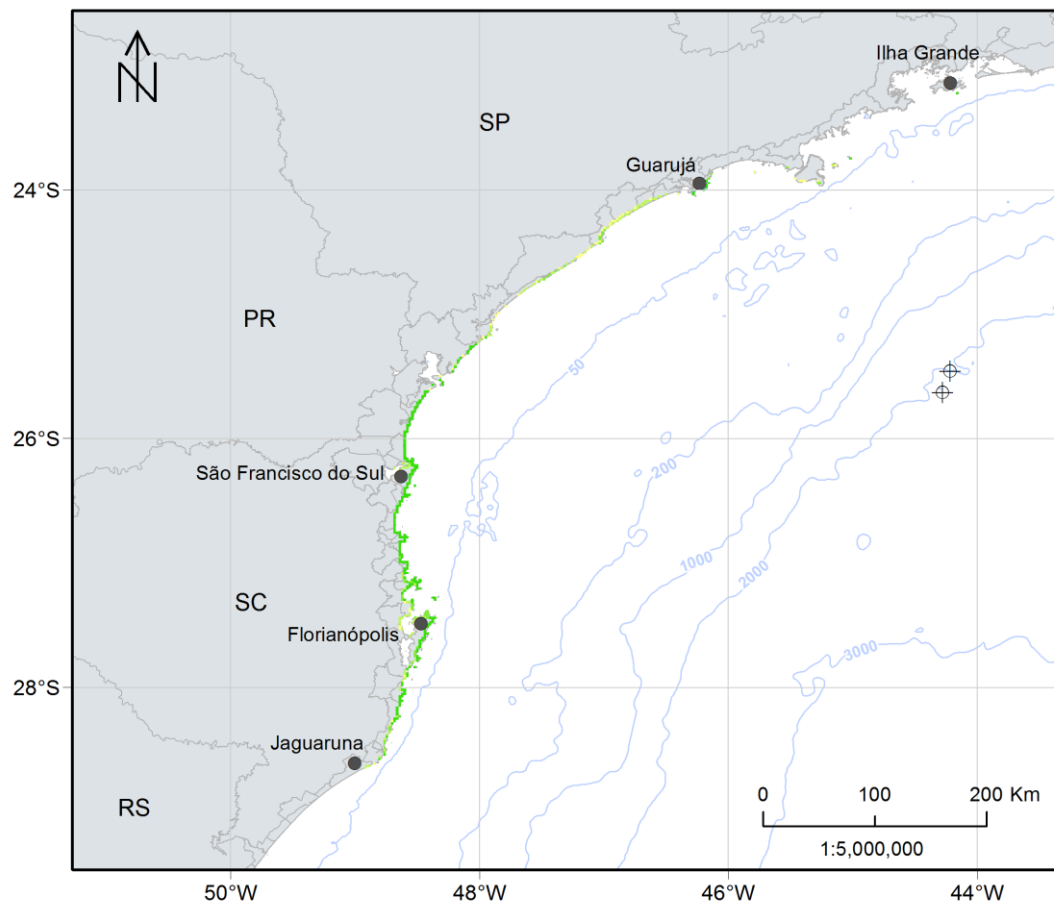 N
Ilha Grande
SP
Guarujá
24°S
PR
50
26°S
200
São Francisco do Sul
1000
2000
SC
Florianópolis
3000
28°S
Jaguaruna
RS
0 100 200 Km
1:5,000,000
50°W 48°W 46°W 44°W